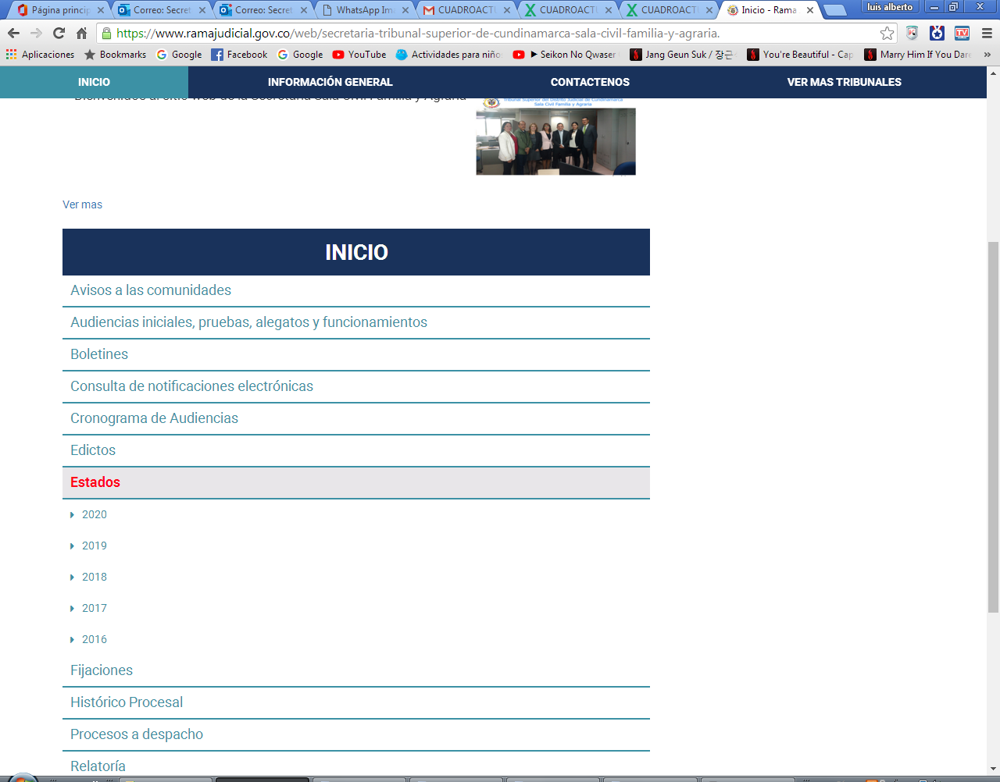 Página princip
Correo: Secret
Correo: Secret
WhatsApp Ima
CUADROACTU
CUADROACTU
CUADROACTU
Inicio - Rama
luis alberto
https://www.ramajudicial.gov.co/web/secretaria-tribunal-superior-de-cundinamarca-sala-civil-familia-y-agraria.
Aplicaciones
Bookmarks
Google
Facebook
Google
YouTube
Actividades para niño
Seikon No Qwaser
Jang Geun Suk / 장근
You're Beautiful - Cap
Marry Him If You Dare
INICIO
INFORMACIÓN GENERAL
CONTACTENOS
VER MAS TRIBUNALES
Bienvenidos al sitio web de la Secretaria Sala Civil Familia y Agraria
Tribunal Superior del Distrito Judicial de Cundinamarca
Sala Civil Familia y Agraria
Ver mas
INICIO
Avisos a las comunidades
Audiencias iniciales, pruebas, alegatos y funcionamientos
Boletines
Consulta de notificaciones electrónicas
Cronograma de Audiencias
Edictos
Estados
2020
2019
2018
2017
2016
Fijaciones
Histórico Procesal
Procesos a despacho
Relatoría